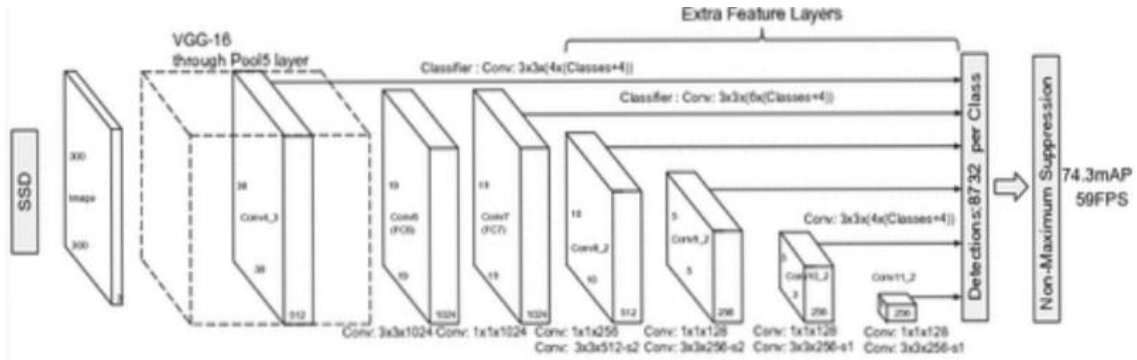 Extra Feature Layers
VGG-16
through Pool5 layer
Classifier : Conv: 3x3x(4x(Classes+4))
Classifier : Conv: 3x3x(6x(Classes+4))
SSD
300
Image
300
3
38
Conv4_3
38
512
19
Conv6
(FC6)
19
1024
19
Conv7
(FC7)
19
1024
10
Conv8_2
10
512
5
Conv9_2
5
256
Conv: 3x3x(4x(Classes+4))
3
Conv10_2
3
256
Conv11_2
256
Detections:8732 per Class
Non-Maximum Suppression
74.3mAP
59FPS
Conv: 3x3x1024
Conv: 1x1x1024
Conv: 1x1x256
Conv: 3x3x512-s2
Conv: 1x1x128
Conv: 3x3x256-s2
Conv: 1x1x128
Conv: 3x3x256-s1
Conv: 1x1x128
Conv: 3x3x256-s1